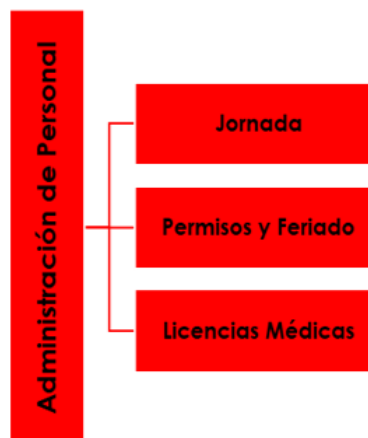 Administración de Personal
Jornada
Permisos y Feriado
Licencias Médicas